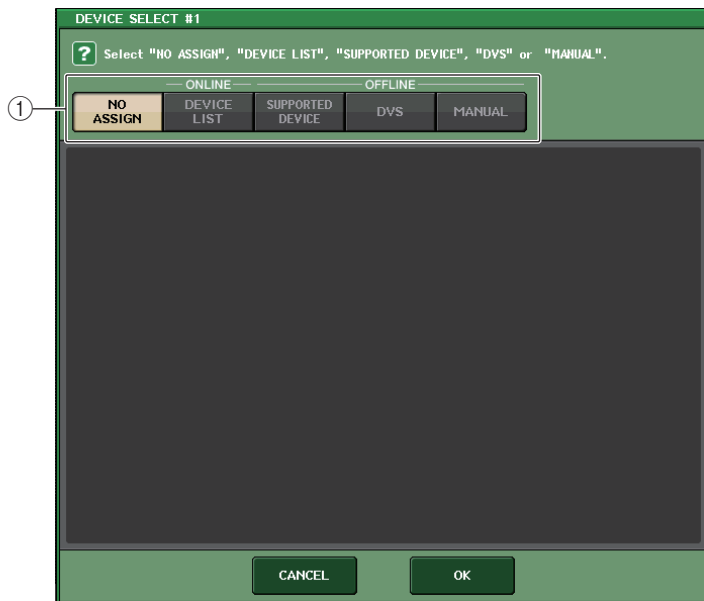 DEVICE SELECT #1
? Select "NO ASSIGN", "DEVICE LIST", "SUPPORTED DEVICE", "DVS" or "MANUAL".
ONLINE OFFLINE
①
NO ASSIGN
DEVICE LIST
SUPPORTED DEVICE
DVS
MANUAL
CANCEL OK